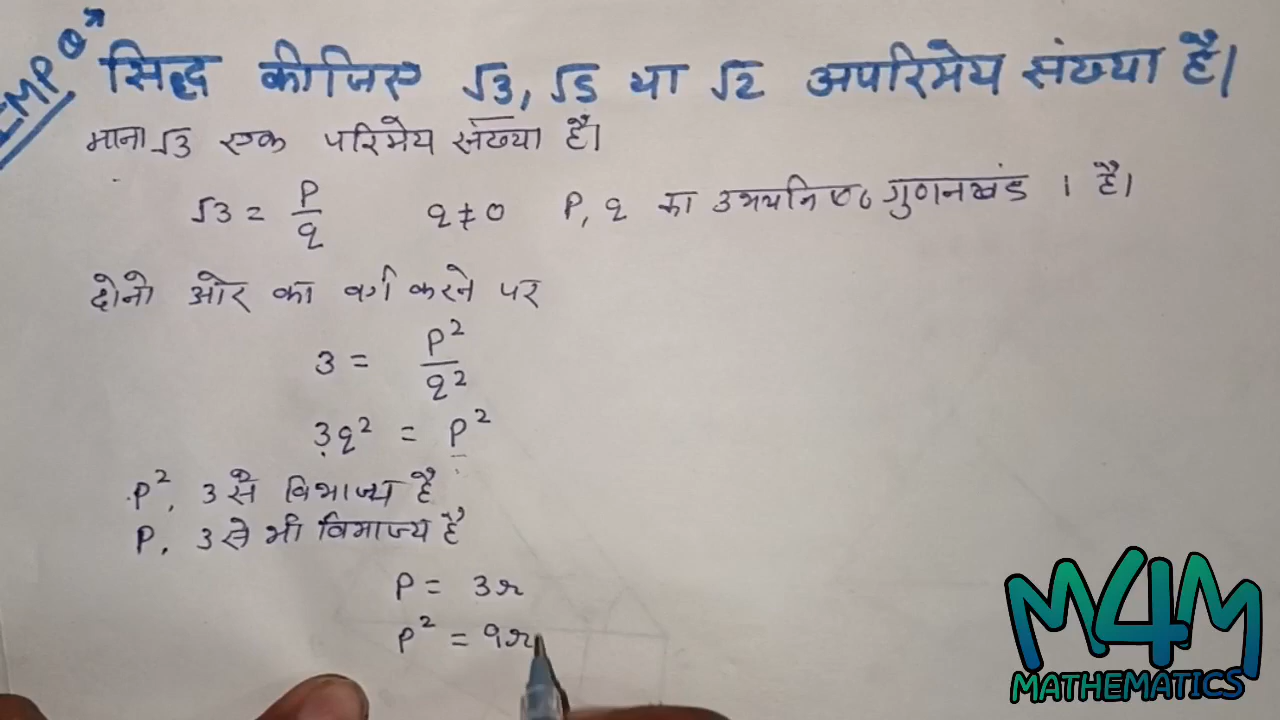 IMP Q→
सिद्ध कीजिए √3, √5 या √2 अपरिमेय संख्या है।
माना √3 एक परिमेय संख्या है।
√3 = P/q q≠0 P, q का उभयनिष्ठ गुणनखंड 1 है।
दोनो ओर का वर्ग करने पर
3 = P²/q²
3q² = P²
P², 3 से विभाज्य है
P, 3 से भी विभाज्य है
P = 3r
P² = 9r
M4M
MATHEMATICS